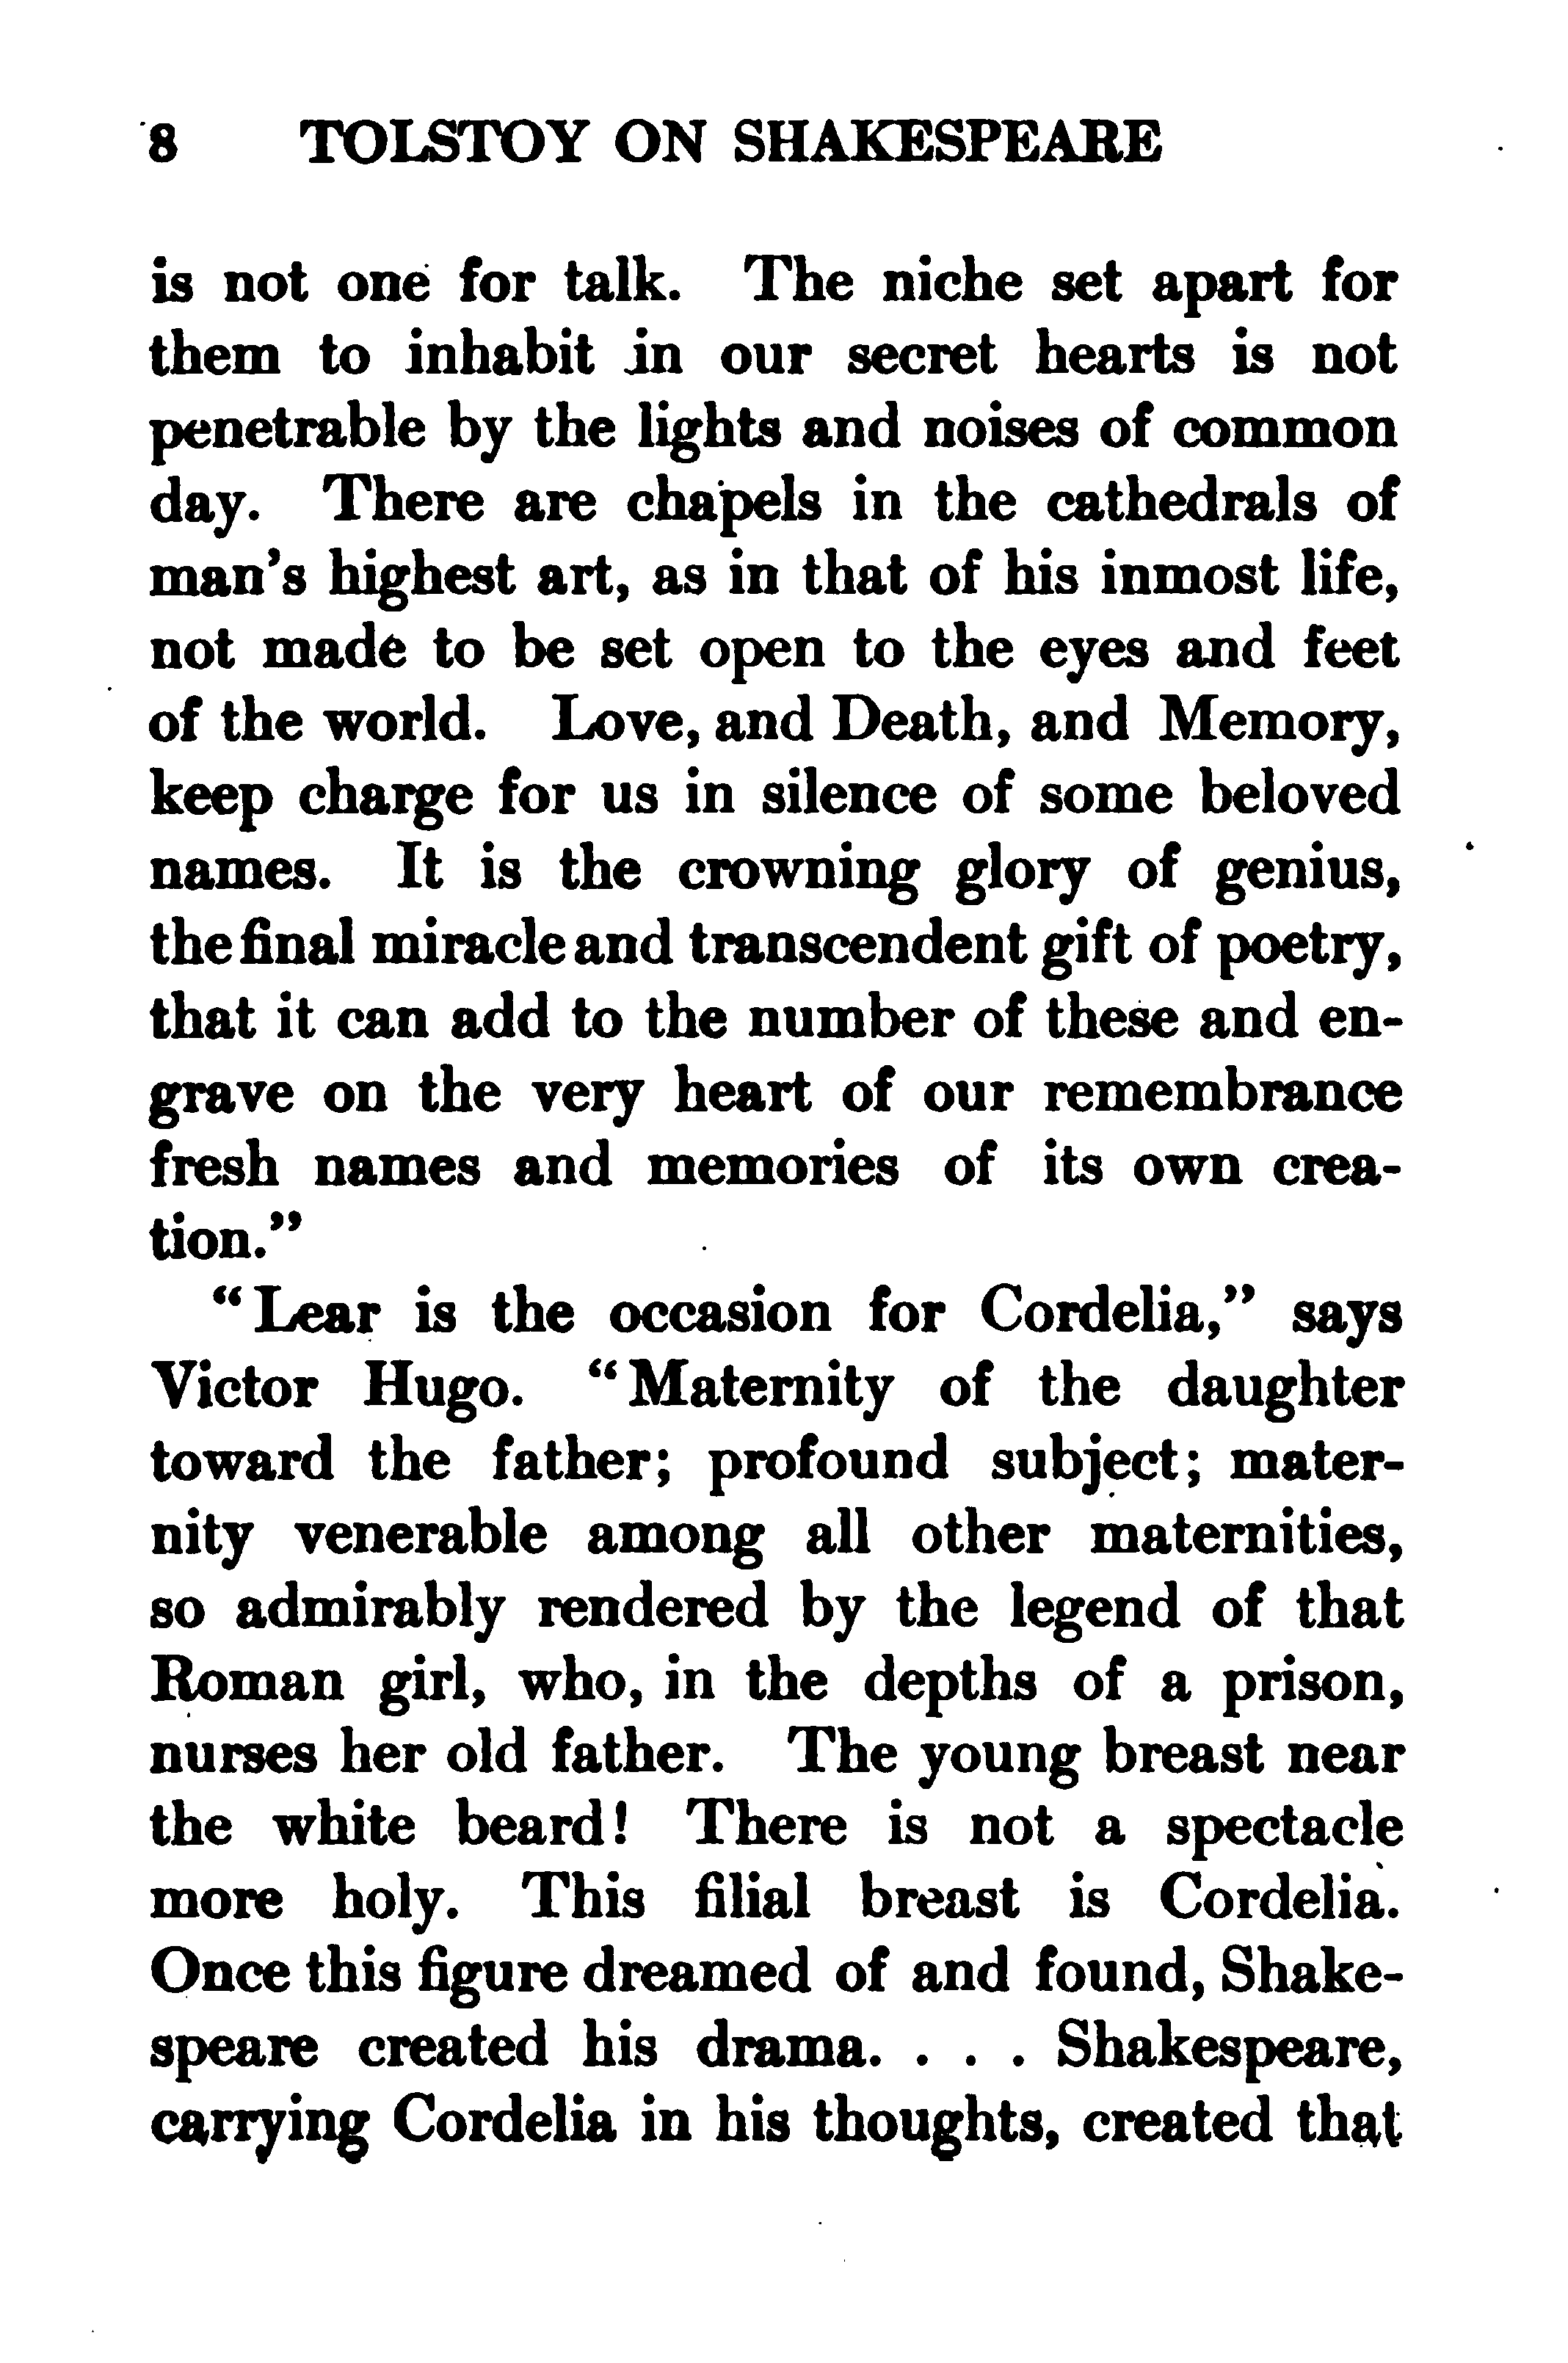 8 TOLSTOY ON SHAKESPEARE
is not one for talk. The niche set apart for
them to inhabit in our secret hearts is not
penetrable by the lights and noises of common
day. There are chapels in the cathedrals of
man's highest art, as in that of his inmost life,
not made to be set open to the eyes and feet
of the world. Love, and Death, and Memory,
keep charge for us in silence of some beloved
names. It is the crowning glory of genius,
the final miracle and transcendent gift of poetry,
that it can add to the number of these and en-
grave on the very heart of our remembrance
fresh names and memories of its own crea-
tion."
"Lear is the occasion for Cordelia," says
Victor Hugo. "Maternity of the daughter
toward the father; profound subject; mater-
nity venerable among all other maternities,
so admirably rendered by the legend of that
Roman girl, who, in the depths of a prison,
nurses her old father. The young breast near
the white beard! There is not a spectacle
more holy. This filial breast is Cordelia.
Once this figure dreamed of and found, Shake-
speare created his drama. . . . Shakespeare,
carrying Cordelia in his thoughts, created that